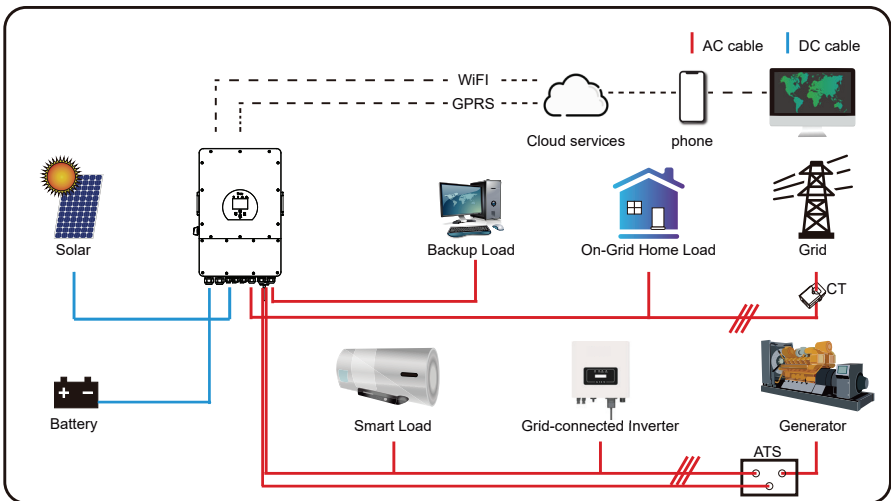 AC cable
DC cable
WiFI
GPRS
Cloud services
phone
Solar
Backup Load
On-Grid Home Load
Grid
CT
Battery
Smart Load
Grid-connected Inverter
Generator
ATS